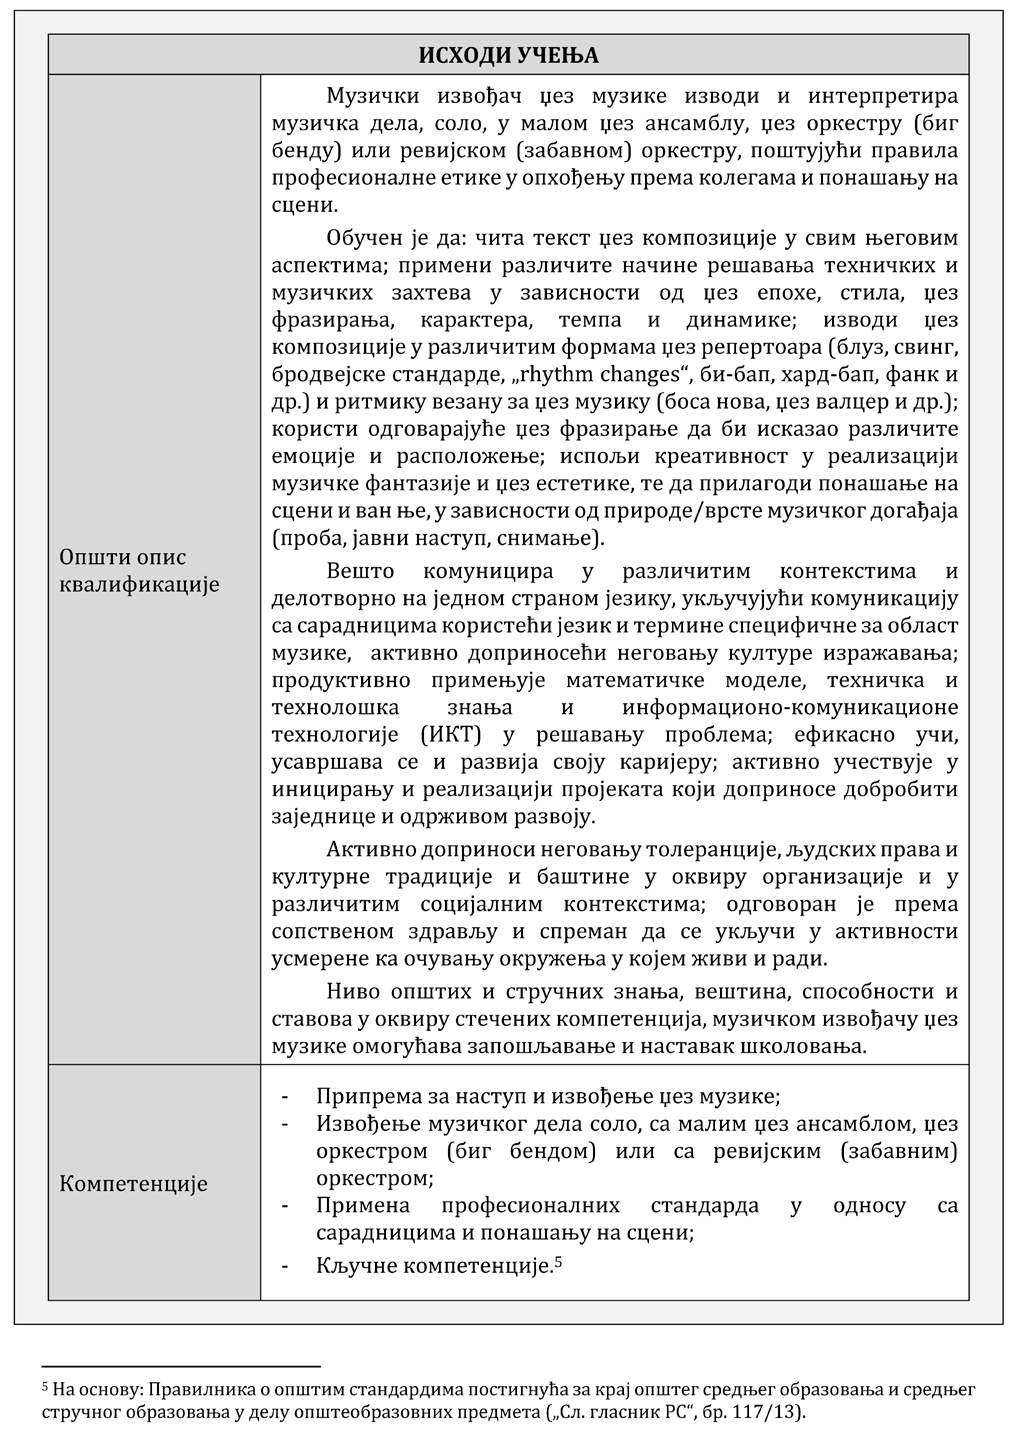 ИСХОДИ УЧЕЊА
Општи опис
квалификације
Музички извођач џез музике изводи и интерпретира
музичка дела, соло, у малом џез ансамблу, џез оркестру (биг
бенду) или ревијском (забавном) оркестру, поштујући правила
професионалне етике у опхођењу према колегама и понашању на
сцени.
Обучен је да: чита текст џез композиције у свим његовим
аспектима; примени различите начине решавања техничких и
музичких захтева у зависности од џез епохе, стила, џез
фразирања, карактера, темпа и динамике; изводи џез
композиције у различитим формама џез репертоара (блуз, свинг,
бродвејске стандарде, „rhythm changes“, би-бап, хард-бап, фанк и
др.) и ритмику везану за џез музику (боса нова, џез валцер и др.);
користи одговарајуће џез фразирање да би исказао различите
емоције и расположење; испољи креативност у реализацији
музичке фантазије и џез естетике, те да прилагоди понашање на
сцени и ван ње, у зависности од природе/врсте музичког догађаја
(проба, јавни наступ, снимање).
Вешто комуницира у различитим контекстима и
делотворно на једном страном језику, укључујући комуникацију
са сарадницима користећи језик и термине специфичне за област
музике, активно доприносећи неговању културе изражавања;
продуктивно примењује математичке моделе, техничка и
технолошка знања и информационо-комуникационе
технологије (ИКТ) у решавању проблема; ефикасно учи,
усавршава се и развија своју каријеру; активно учествује у
иницирању и реализацији пројеката који доприносе добробити
заједнице и одрживом развоју.
Активно доприноси неговању толеранције, људских права и
културне традиције и баштине у оквиру организације и у
различитим социјалним контекстима; одговоран је према
сопственом здрављу и спреман да се укључи у активности
усмерене ка очувању окружења у којем живи и ради.
Ниво општих и стручних знања, вештина, способности и
ставова у оквиру стечених компетенција, музичком извођачу џез
музике омогућава запошљавање и наставак школовања.
Компетенције
- Припрема за наступ и извођење џез музике;
- Извођење музичког дела соло, са малим џез ансамблом, џез
оркестром (биг бендом) или са ревијским (забавним)
оркестром;
- Примена професионалних стандарда у односу са
сарадницима и понашању на сцени;
- Кључне компетенције.⁵
⁵ На основу: Правилника о општим стандардима постигнућа за крај општег средњег образовања и средњег
стручног образовања у делу општеобразовних предмета („Сл. гласник РС“, бр. 117/13).